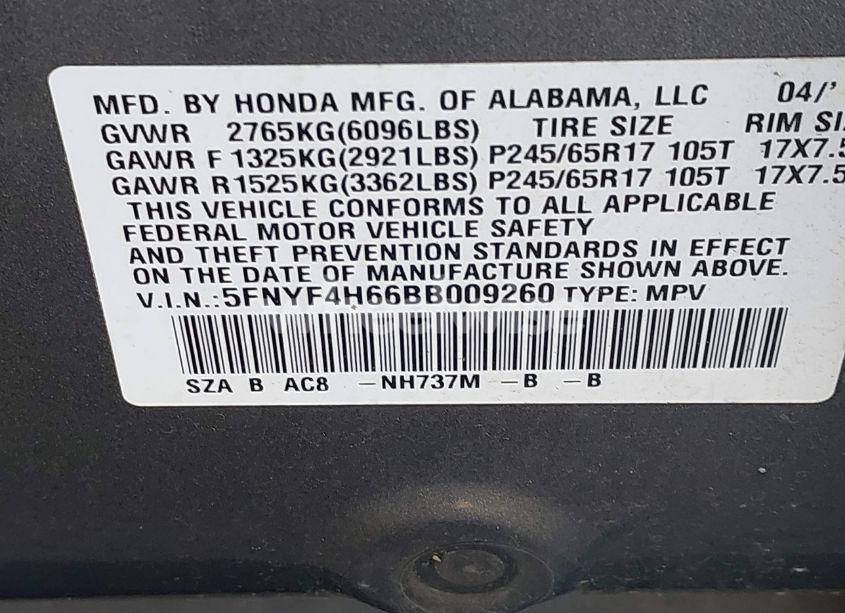 MFD. BY HONDA MFG. OF ALABAMA, LLC 04/'
GVWR 2765KG(6096LBS) TIRE SIZE RIM SI
GAWR F 1325KG(2921LBS) P245/65R17 105T 17X7.5
GAWR R1525KG(3362LBS) P245/65R17 105T 17X7.5
THIS VEHICLE CONFORMS TO ALL APPLICABLE
FEDERAL MOTOR VEHICLE SAFETY
AND THEFT PREVENTION STANDARDS IN EFFECT
ON THE DATE OF MANUFACTURE SHOWN ABOVE.
V.I.N.:5FNYF4H66BB009260 TYPE: MPV
SZA B AC8 -NH737M -B -B